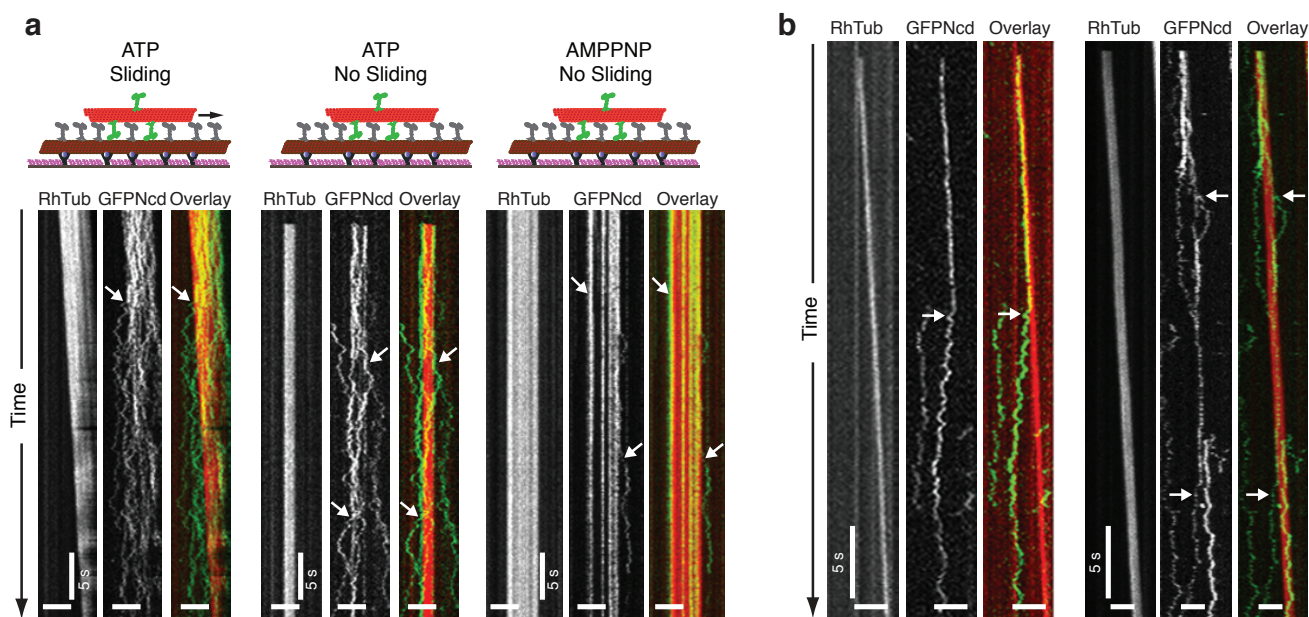 a
ATP
Sliding
ATP
No Sliding
AMPPNP
No Sliding
RhTub GFPNcd Overlay
RhTub GFPNcd Overlay
RhTub GFPNcd Overlay
Time
5 s
5 s
5 s
b
RhTub GFPNcd Overlay
RhTub GFPNcd Overlay
Time
5 s
5 s